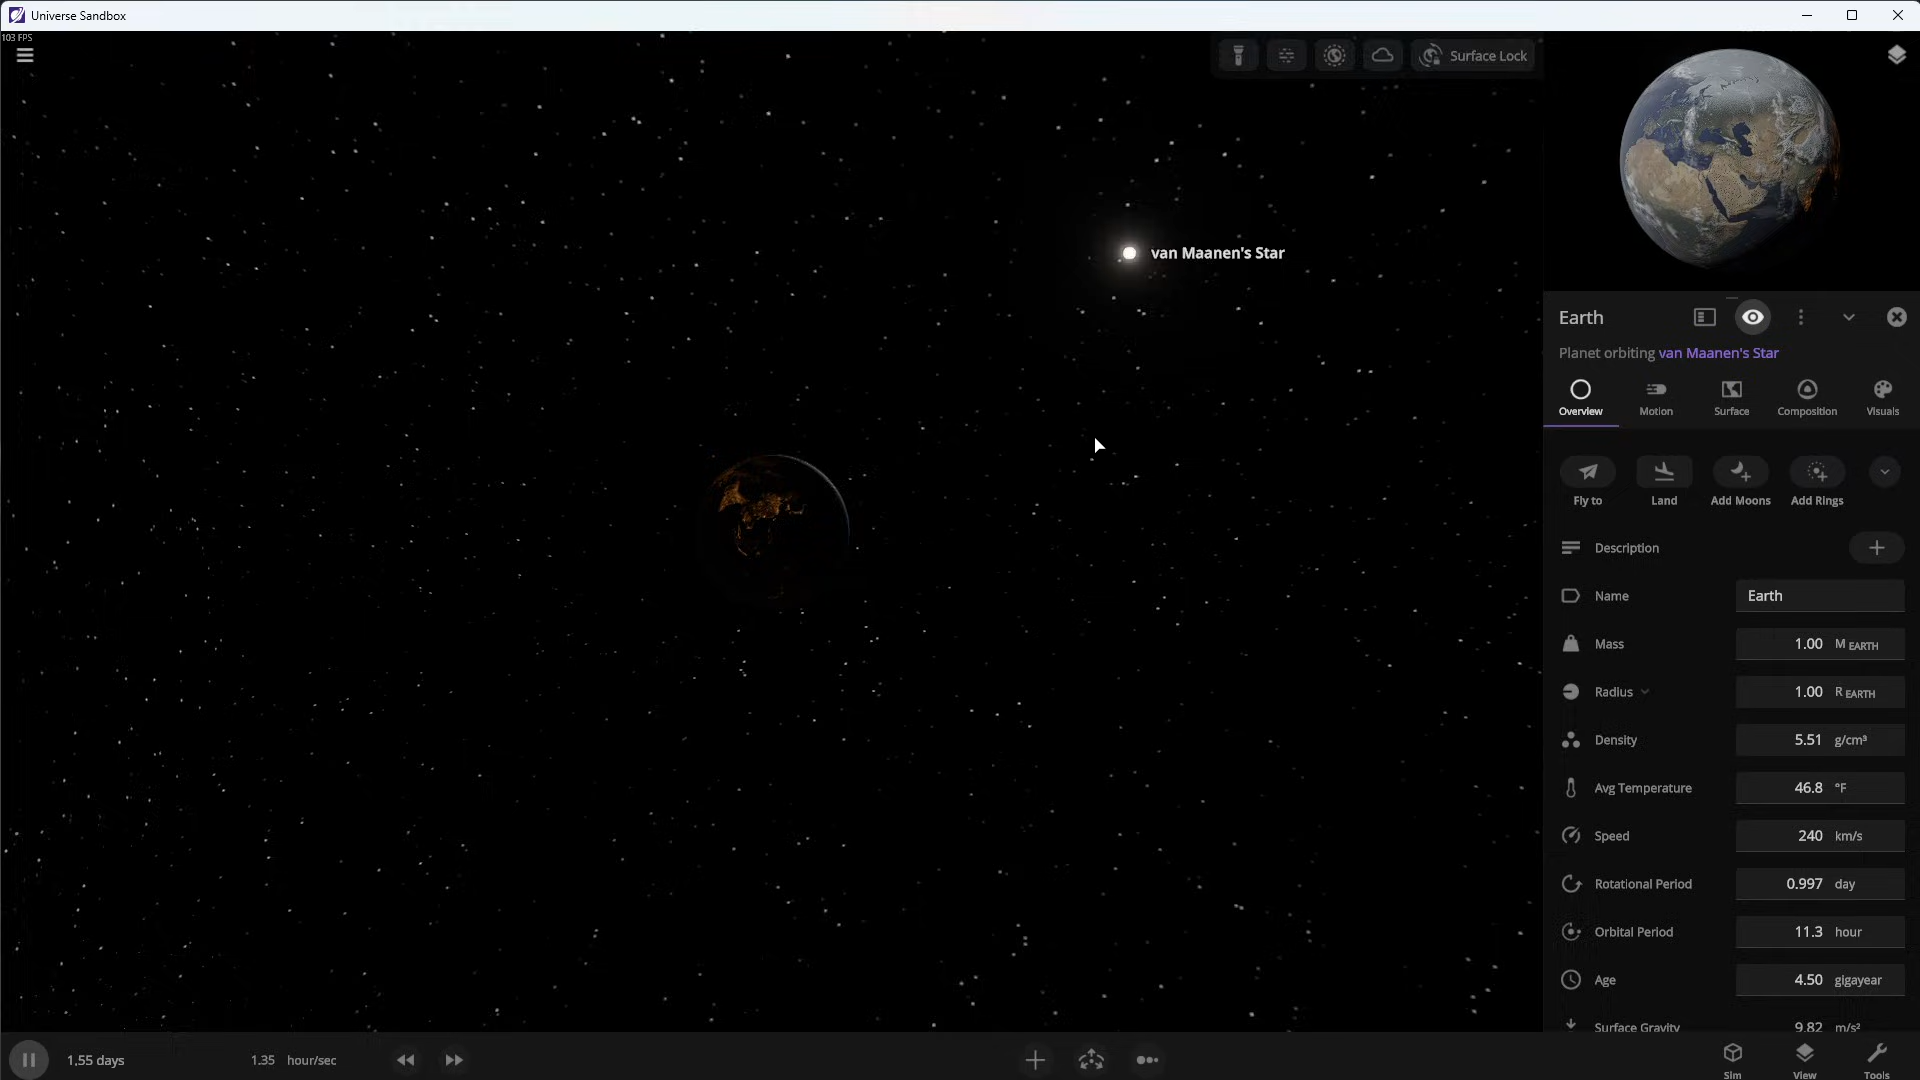 Universe Sandbox
103 FPS
Surface Lock
van Maanen's Star
Earth
Planet orbiting van Maanen's Star
Overview Motion Surface Composition Visuals
Fly to Land Add Moons Add Rings
Description
Name Earth
Mass 1.00 M EARTH
Radius 1.00 R EARTH
Density 5.51 g/cm³
Avg Temperature 46.8 °F
Speed 240 km/s
Rotational Period 0.997 day
Orbital Period 11.3 hour
Age 4.50 gigayear
Surface Gravity 9.82 m/s²
1.55 days 1.35 hour/sec
Sim View Tools